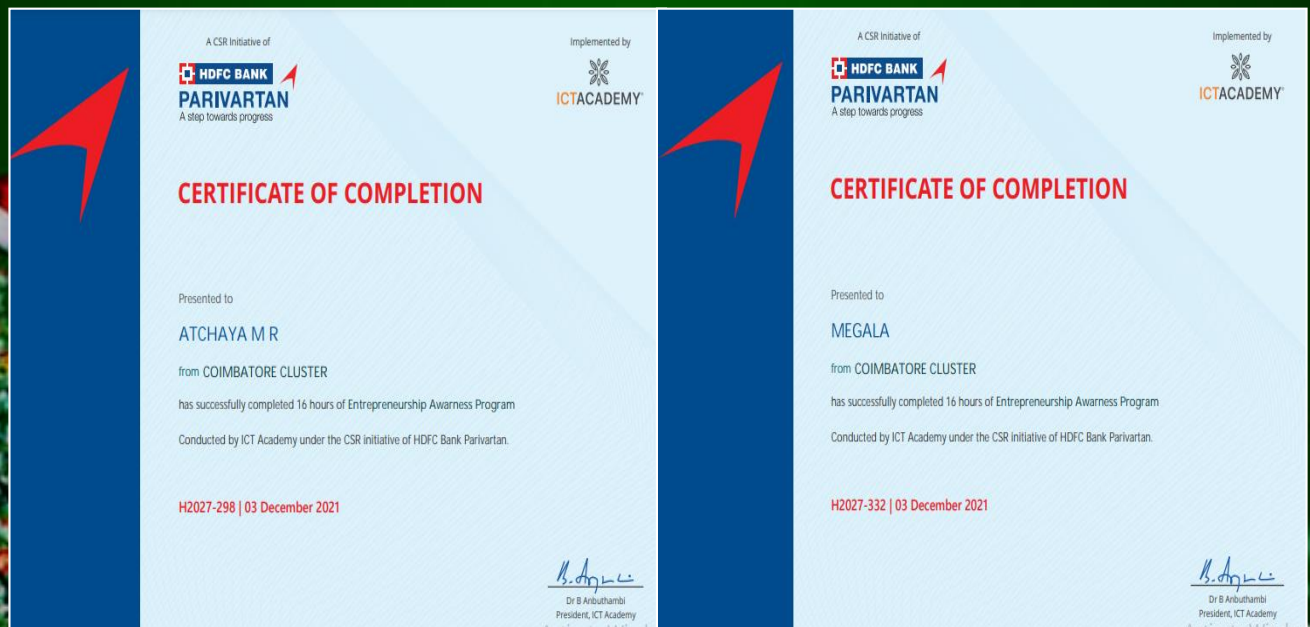 A CSR Initiative of
Implemented by
HDFC BANK
PARIVARTAN
A step towards progress
ICTACADEMY
CERTIFICATE OF COMPLETION
Presented to
ATCHAYA M R
from COIMBATORE CLUSTER
has successfully completed 16 hours of Entrepreneurship Awarness Program
Conducted by ICT Academy under the CSR initiative of HDFC Bank Parivartan.
H2027-298 | 03 December 2021
Dr B Anbuthambi
President, ICT Academy
A CSR Initiative of
Implemented by
HDFC BANK
PARIVARTAN
A step towards progress
ICTACADEMY
CERTIFICATE OF COMPLETION
Presented to
MEGALA
from COIMBATORE CLUSTER
has successfully completed 16 hours of Entrepreneurship Awarness Program
Conducted by ICT Academy under the CSR initiative of HDFC Bank Parivartan.
H2027-332 | 03 December 2021
Dr B Anbuthambi
President, ICT Academy